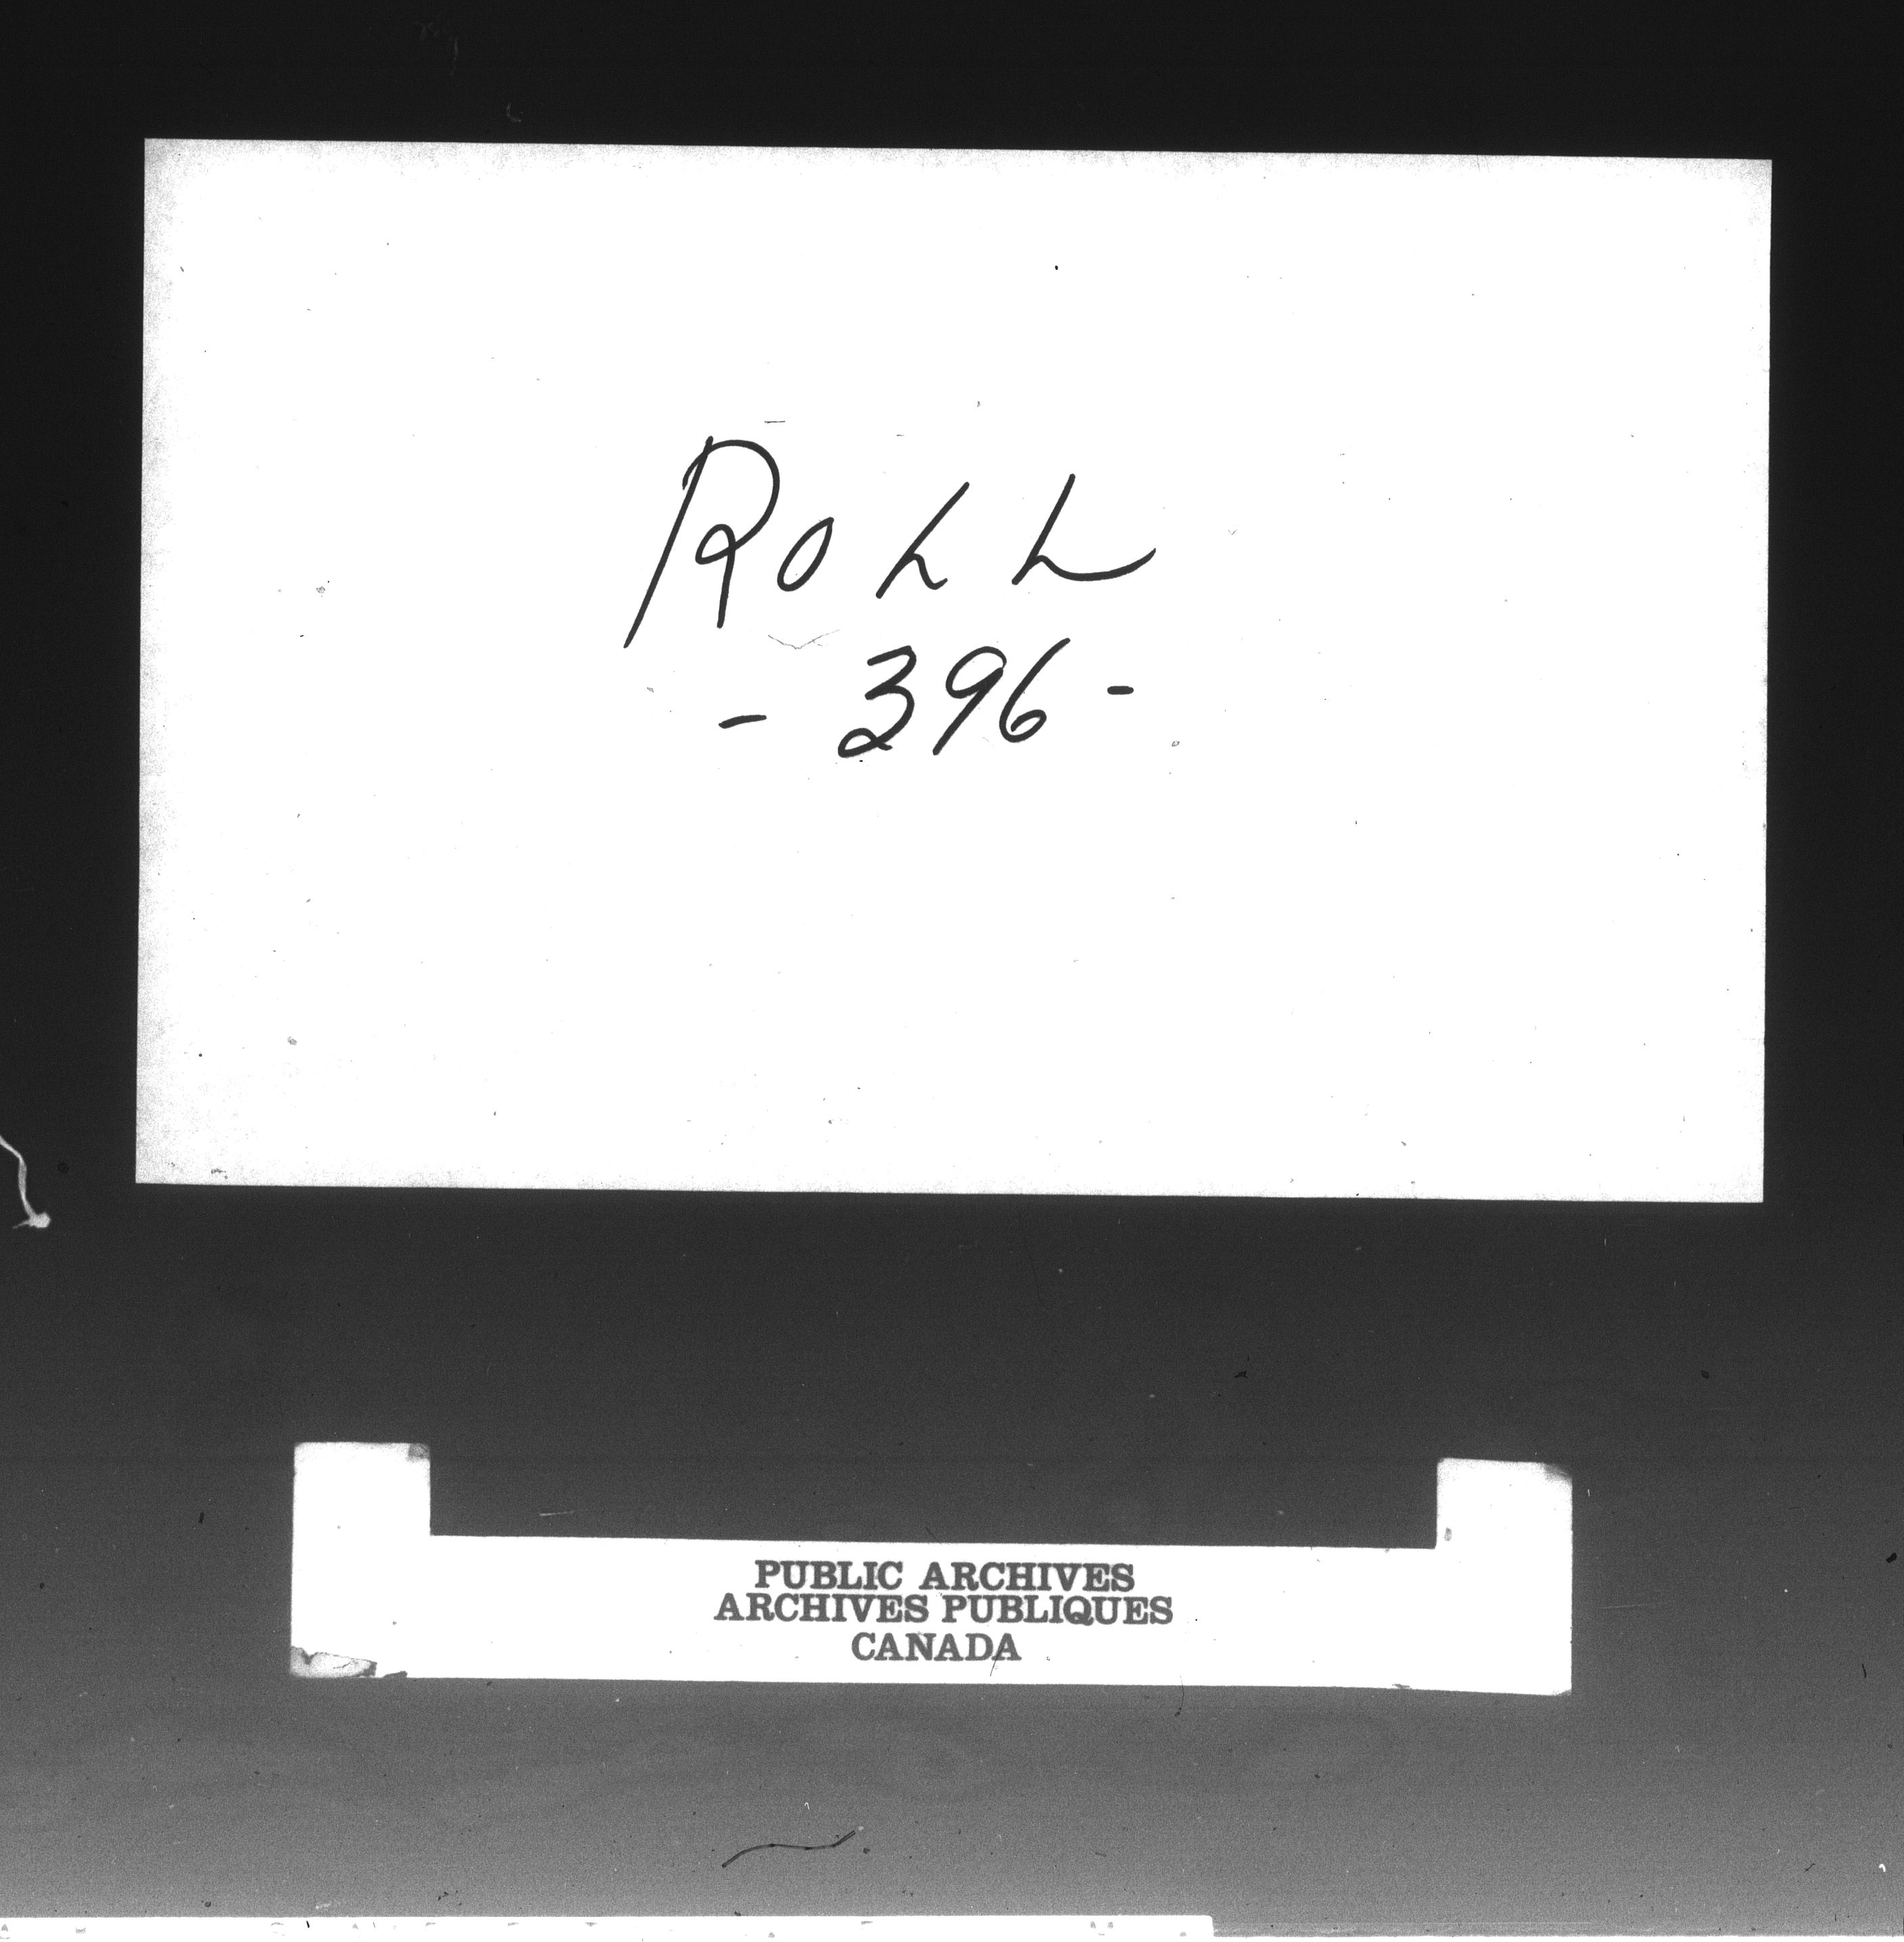 ROLL
- 396 -
PUBLIC ARCHIVES
ARCHIVES PUBLIQUES
CANADA